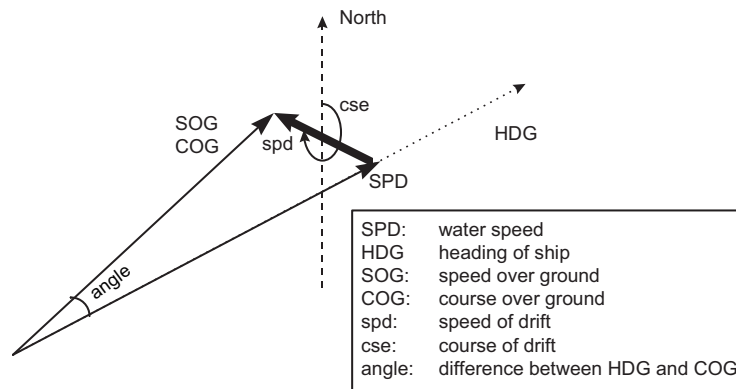 North
cse
SOG
COG
spd
HDG
SPD
angle
SPD: water speed
HDG heading of ship
SOG: speed over ground
COG: course over ground
spd: speed of drift
cse: course of drift
angle: difference between HDG and COG